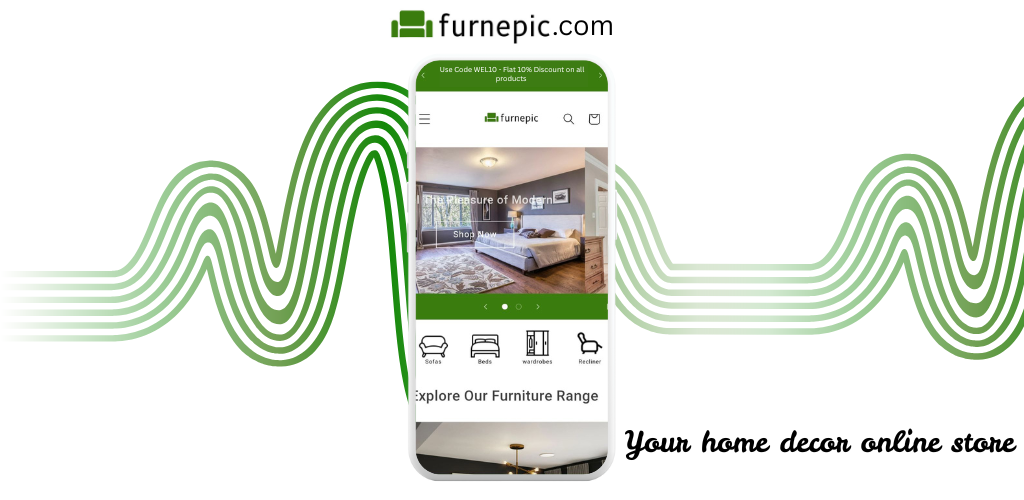 furnepic.com
Use Code WEL10 - Flat 10% Discount on all
products
furnepic
l The Pleasure of Modern
Shop Now
Sofas
Beds
wardrobes
Recliner
Explore Our Furniture Range
Your home decor online store